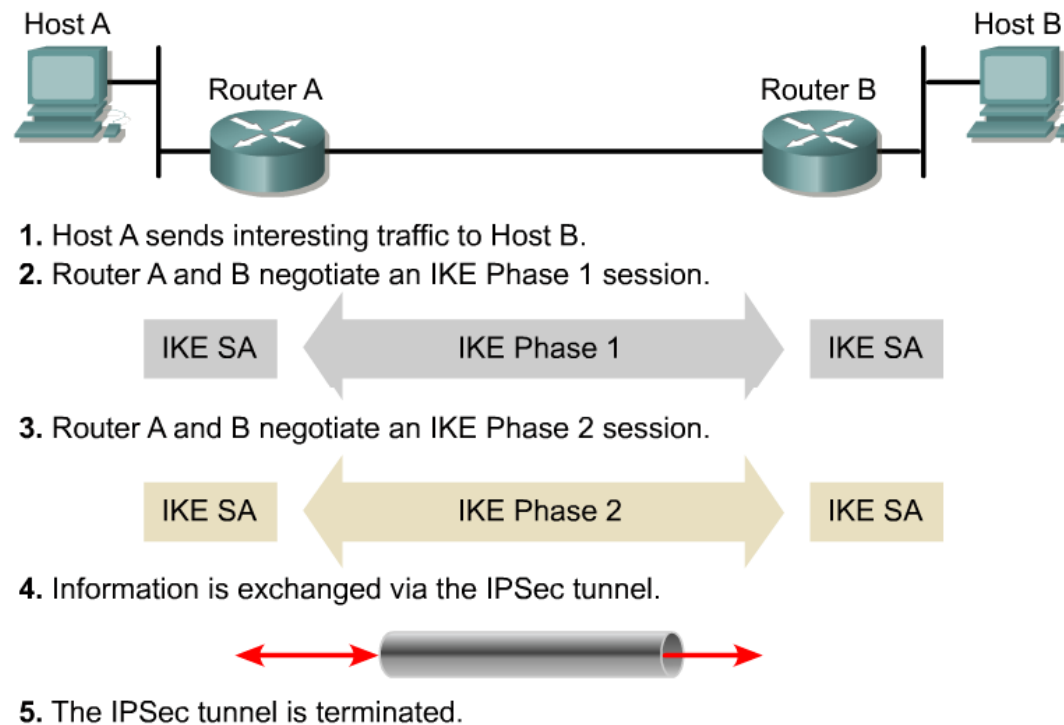 Host A
Host B
Router A
Router B
1. Host A sends interesting traffic to Host B.
2. Router A and B negotiate an IKE Phase 1 session.
IKE SA
IKE Phase 1
IKE SA
3. Router A and B negotiate an IKE Phase 2 session.
IKE SA
IKE Phase 2
IKE SA
4. Information is exchanged via the IPSec tunnel.
5. The IPSec tunnel is terminated.